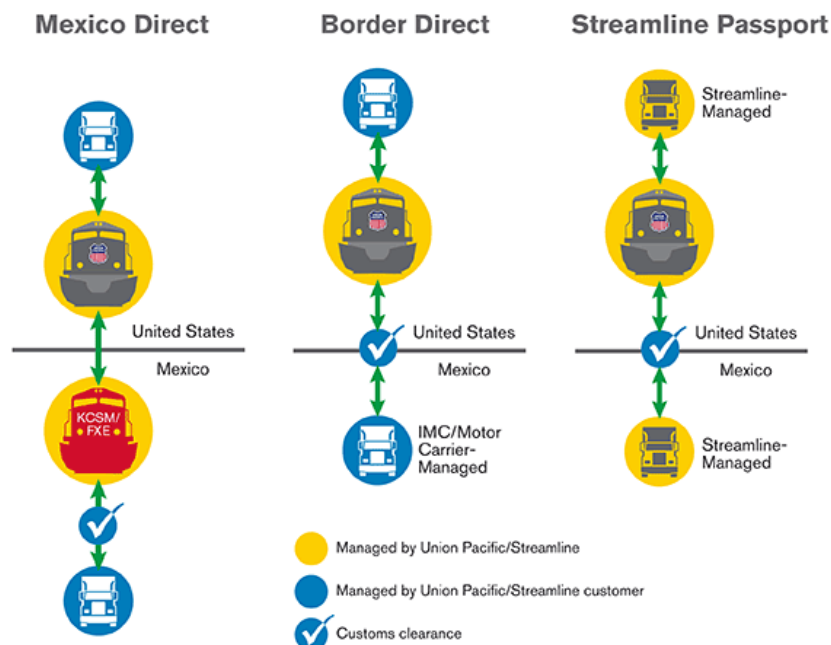 Mexico Direct
Border Direct
Streamline Passport
Streamline-
Managed
United States
Mexico
United States
Mexico
United States
Mexico
KCSM/
FXE
IMC/Motor
Carrier-
Managed
Streamline-
Managed
Managed by Union Pacific/Streamline
Managed by Union Pacific/Streamline customer
Customs clearance